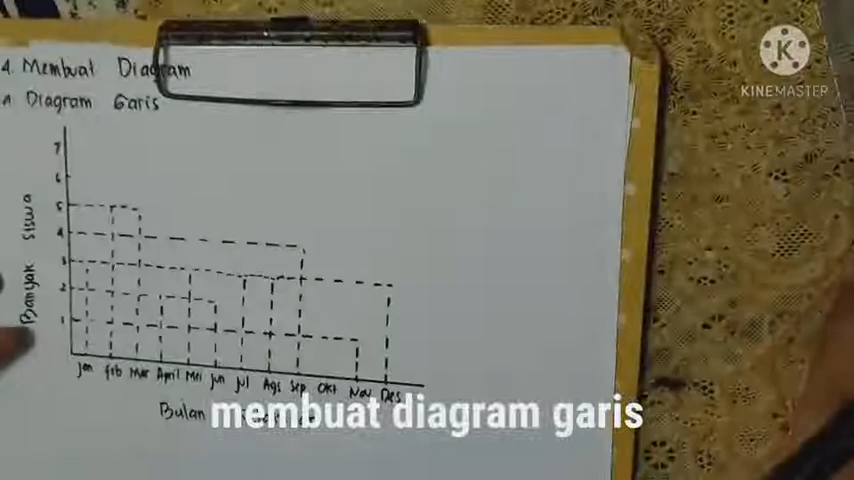 4. Membuat Diagram
a Diagram Garis
7
6
5
4
3
2
1
Banyak Siswa
Jan Feb Mar April Mei Jun Jul Ags Sep Okt Nov Des
Bulan
membuat diagram garis
KINEMASTER